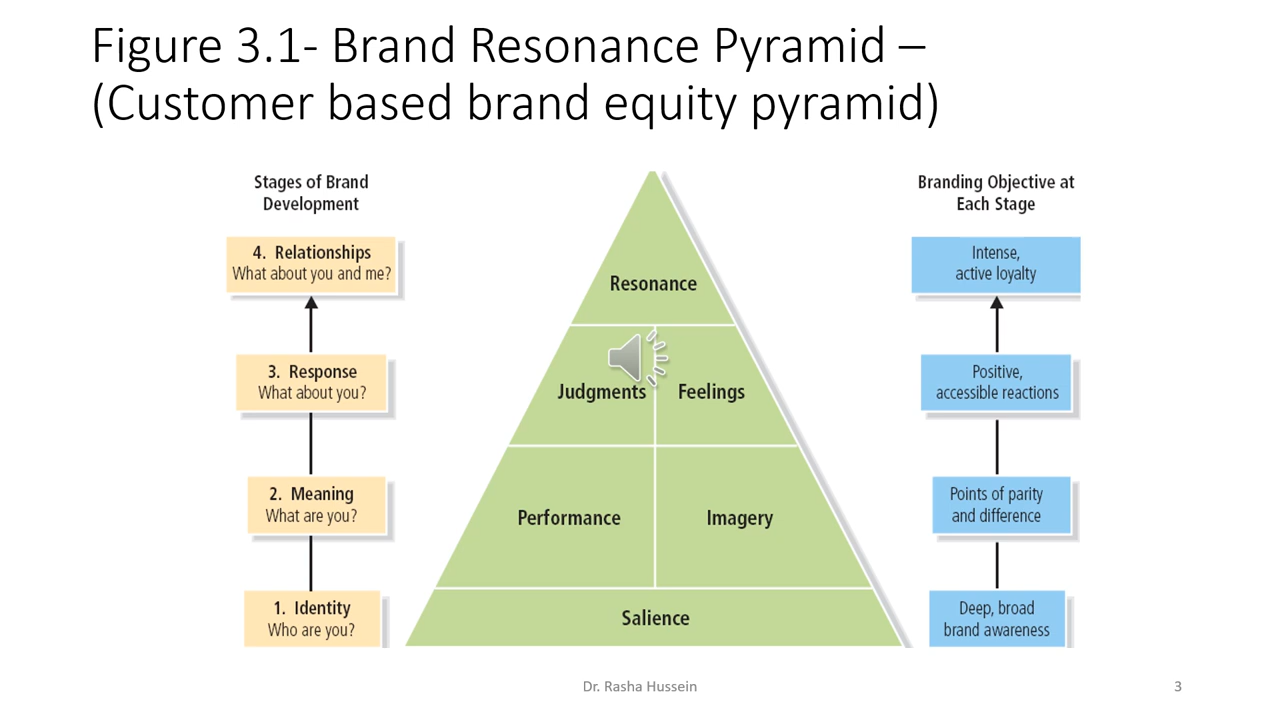 Figure 3.1- Brand Resonance Pyramid –
(Customer based brand equity pyramid)
Stages of Brand
Development
4. Relationships
What about you and me?
3. Response
What about you?
2. Meaning
What are you?
1. Identity
Who are you?
Resonance
Judgments
Feelings
Performance
Imagery
Salience
Branding Objective at
Each Stage
Intense,
active loyalty
Positive,
accessible reactions
Points of parity
and difference
Deep, broad
brand awareness
Dr. Rasha Hussein
3